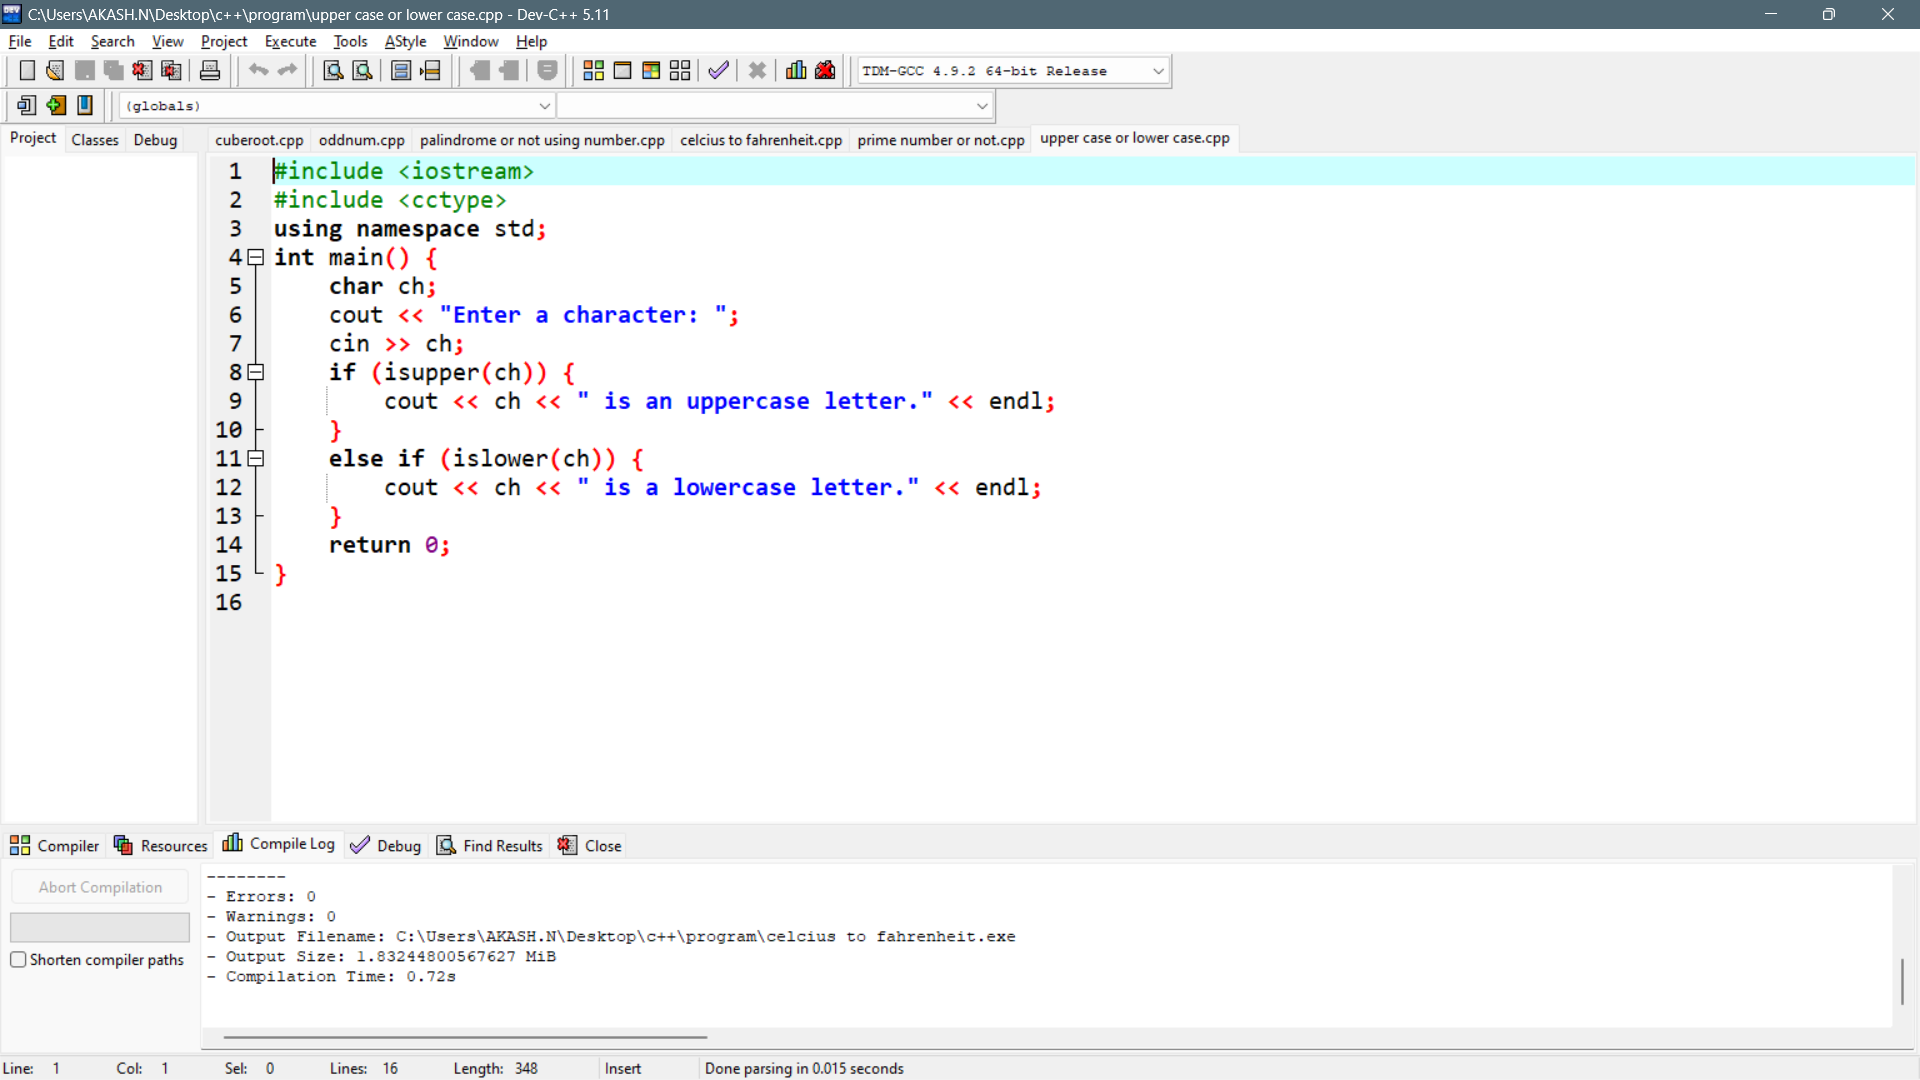 C:\Users\AKASH.N\Desktop\c++\program\upper case or lower case.cpp - Dev-C++ 5.11
File Edit Search View Project Execute Tools AStyle Window Help
TDM-GCC 4.9.2 64-bit Release
(globals)
Project Classes Debug cuberoot.cpp oddnum.cpp palindrome or not using number.cpp celcius to fahrenheit.cpp prime number or not.cpp upper case or lower case.cpp
1 #include <iostream>
2 #include <cctype>
3 using namespace std;
4 int main() {
5 char ch;
6 cout << "Enter a character: ";
7 cin >> ch;
8 if (isupper(ch)) {
9 cout << ch << " is an uppercase letter." << endl;
10 }
11 else if (islower(ch)) {
12 cout << ch << " is a lowercase letter." << endl;
13 }
14 return 0;
15 }
16
Compiler Resources Compile Log Debug Find Results Close
Abort Compilation
Shorten compiler paths
--------
- Errors: 0
- Warnings: 0
- Output Filename: C:\Users\AKASH.N\Desktop\c++\program\celcius to fahrenheit.exe
- Output Size: 1.83244800567627 MiB
- Compilation Time: 0.72s
Line: 1 Col: 1 Sel: 0 Lines: 16 Length: 348 Insert Done parsing in 0.015 seconds